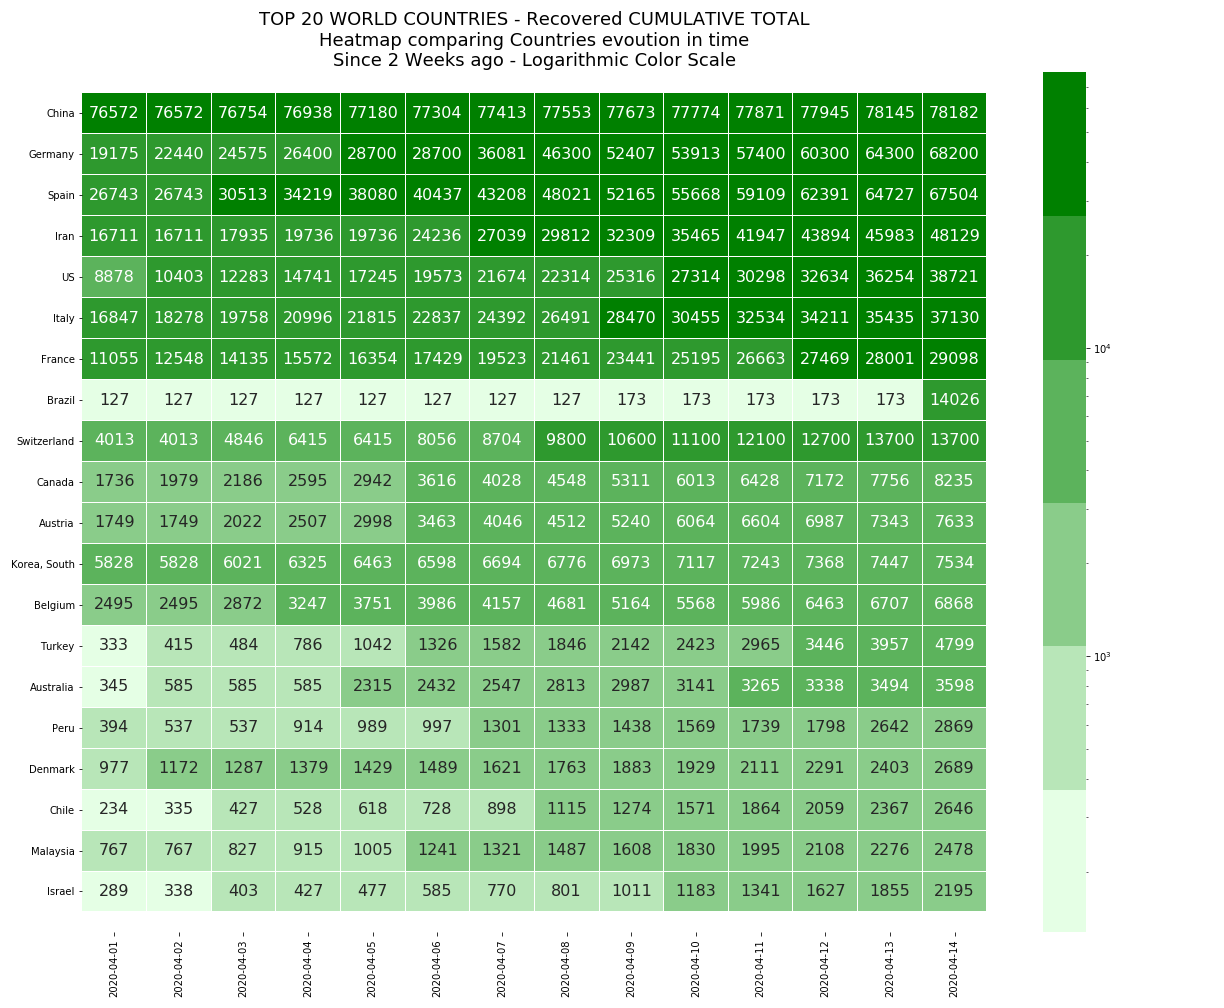 TOP 20 WORLD COUNTRIES - Recovered CUMULATIVE TOTAL
Heatmap comparing Countries evoution in time
Since 2 Weeks ago - Logarithmic Color Scale
China 76572 76572 76754 76938 77180 77304 77413 77553 77673 77774 77871 77945 78145 78182
Germany 19175 22440 24575 26400 28700 28700 36081 46300 52407 53913 57400 60300 64300 68200
Spain 26743 26743 30513 34219 38080 40437 43208 48021 52165 55668 59109 62391 64727 67504
Iran 16711 16711 17935 19736 19736 24236 27039 29812 32309 35465 41947 43894 45983 48129
US 8878 10403 12283 14741 17245 19573 21674 22314 25316 27314 30298 32634 36254 38721
Italy 16847 18278 19758 20996 21815 22837 24392 26491 28470 30455 32534 34211 35435 37130
France 11055 12548 14135 15572 16354 17429 19523 21461 23441 25195 26663 27469 28001 29098
10⁴
Brazil 127 127 127 127 127 127 127 127 173 173 173 173 173 14026
Switzerland 4013 4013 4846 6415 6415 8056 8704 9800 10600 11100 12100 12700 13700 13700
Canada 1736 1979 2186 2595 2942 3616 4028 4548 5311 6013 6428 7172 7756 8235
Austria 1749 1749 2022 2507 2998 3463 4046 4512 5240 6064 6604 6987 7343 7633
Korea, South 5828 5828 6021 6325 6463 6598 6694 6776 6973 7117 7243 7368 7447 7534
Belgium 2495 2495 2872 3247 3751 3986 4157 4681 5164 5568 5986 6463 6707 6868
Turkey 333 415 484 786 1042 1326 1582 1846 2142 2423 2965 3446 3957 4799
10³
Australia 345 585 585 585 2315 2432 2547 2813 2987 3141 3265 3338 3494 3598
Peru 394 537 537 914 989 997 1301 1333 1438 1569 1739 1798 2642 2869
Denmark 977 1172 1287 1379 1429 1489 1621 1763 1883 1929 2111 2291 2403 2689
Chile 234 335 427 528 618 728 898 1115 1274 1571 1864 2059 2367 2646
Malaysia 767 767 827 915 1005 1241 1321 1487 1608 1830 1995 2108 2276 2478
Israel 289 338 403 427 477 585 770 801 1011 1183 1341 1627 1855 2195
2020-04-01 2020-04-02 2020-04-03 2020-04-04 2020-04-05 2020-04-06 2020-04-07 2020-04-08 2020-04-09 2020-04-10 2020-04-11 2020-04-12 2020-04-13 2020-04-14